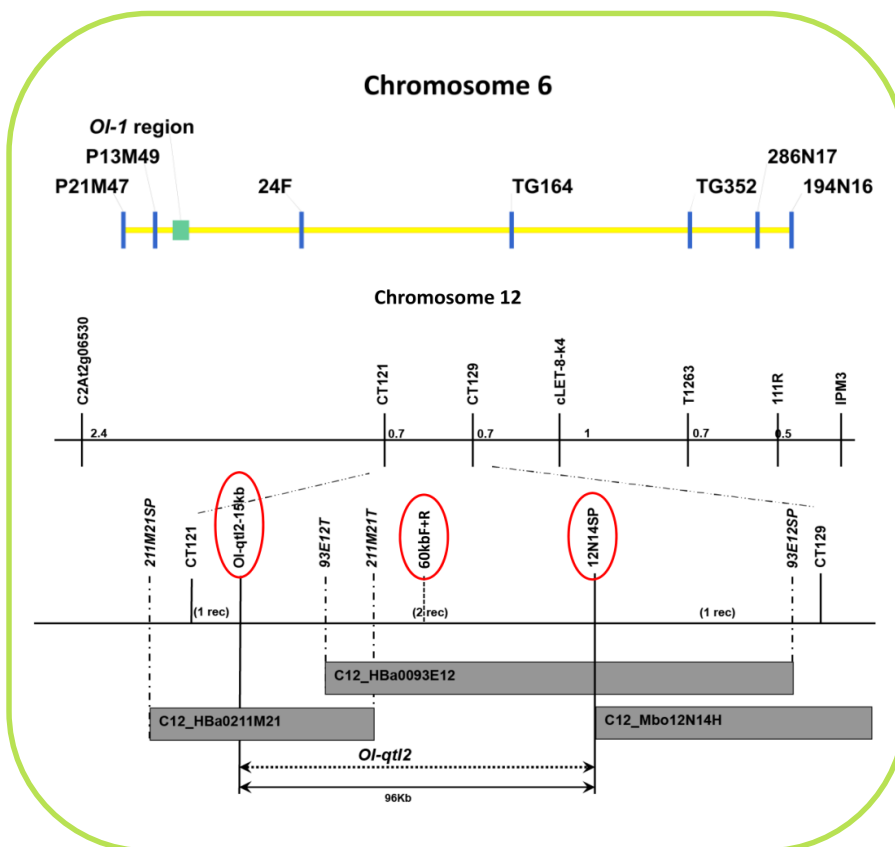 Chromosome 6
Ol-1 region
P13M49
286N17
P21M47
24F
TG164
TG352
194N16
Chromosome 12
C2At2g06530
CT121
CT129
cLET-8-k4
T1263
111R
IPM3
2.4
0.7
0.7
1
0.7
0.5
211M21SP
CT121
Ol-qtl2-15kb
93E12T
211M21T
60kbF+R
12N14SP
93E12SP
CT129
(1 rec)
(2 rec)
(1 rec)
C12_HBa0093E12
C12_HBa0211M21
C12_Mbo12N14H
Ol-qtl2
96Kb